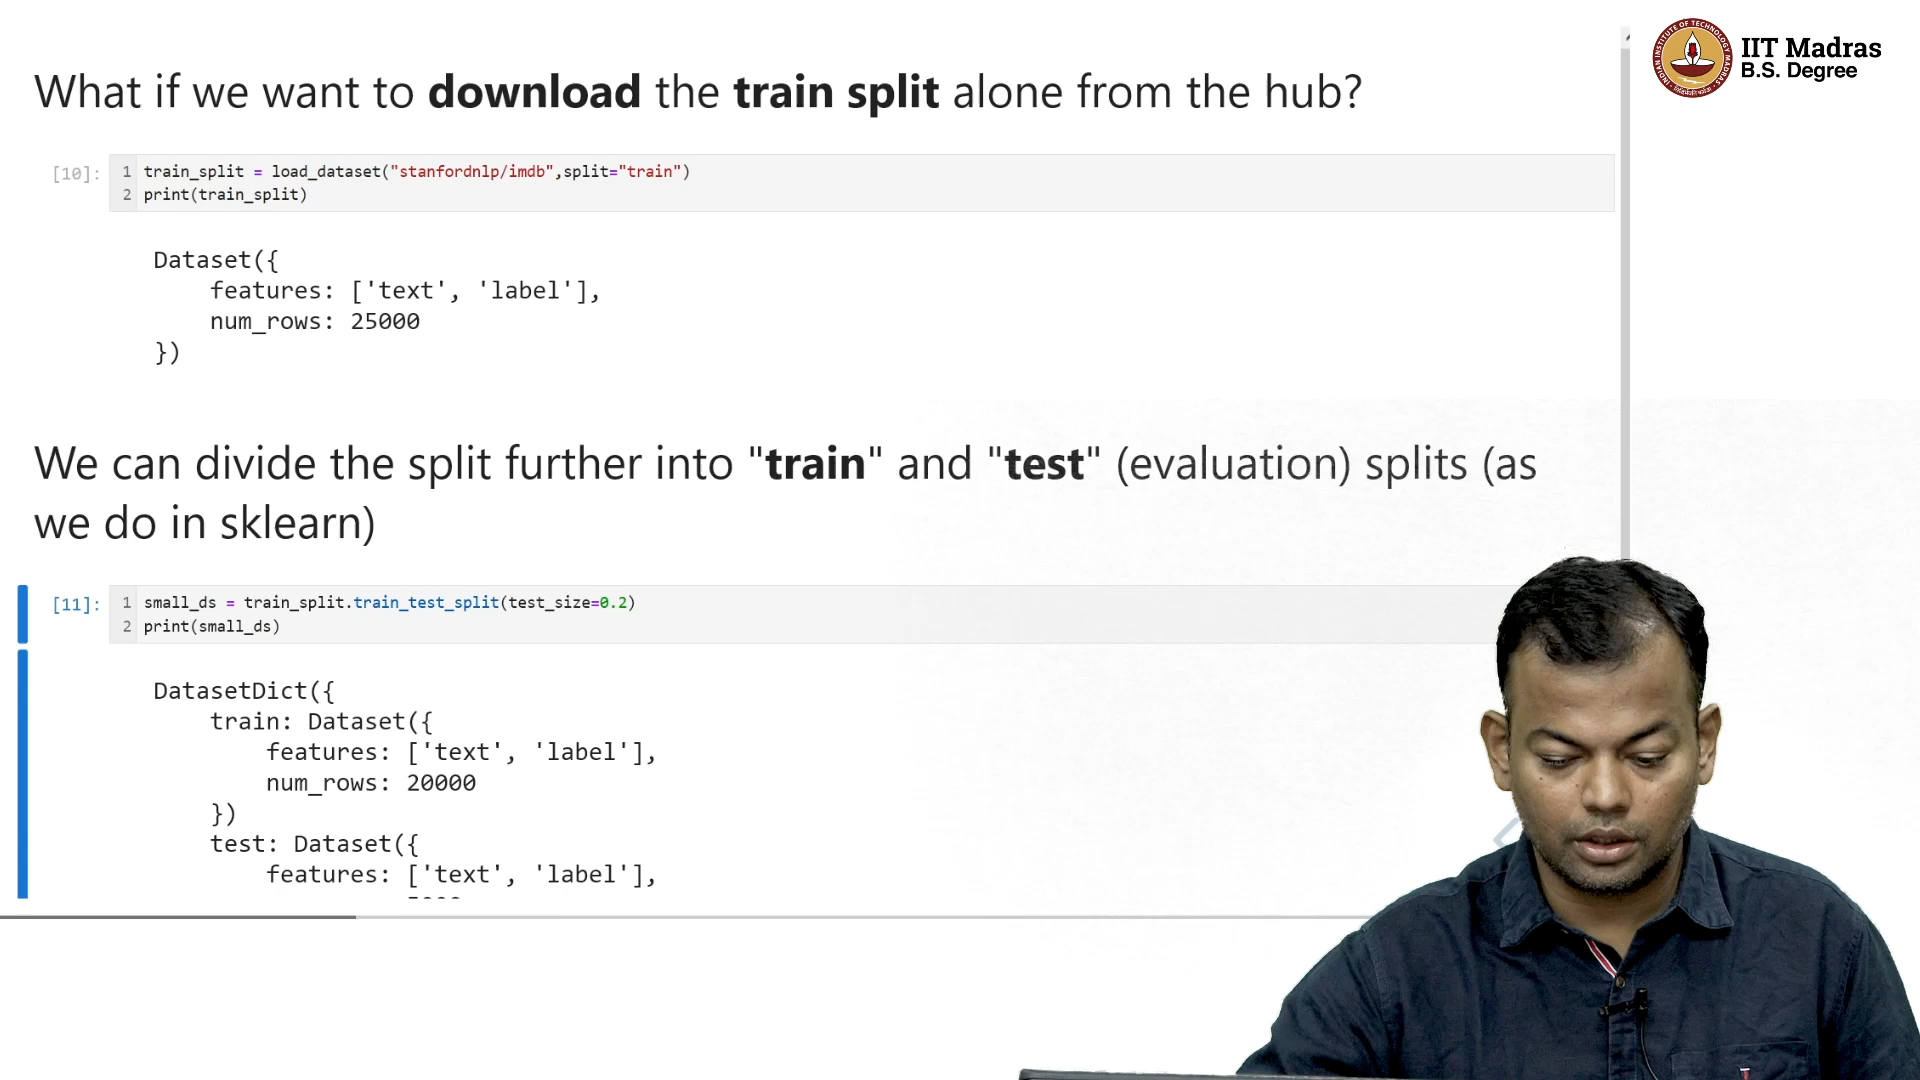 IIT Madras
B.S. Degree
What if we want to download the train split alone from the hub?
[10]:
1 train_split = load_dataset("stanfordnlp/imdb",split="train")
2 print(train_split)
Dataset({
    features: ['text', 'label'],
    num_rows: 25000
})
We can divide the split further into "train" and "test" (evaluation) splits (as
we do in sklearn)
[11]:
1 small_ds = train_split.train_test_split(test_size=0.2)
2 print(small_ds)
DatasetDict({
    train: Dataset({
        features: ['text', 'label'],
        num_rows: 20000
    })
    test: Dataset({
        features: ['text', 'label'],